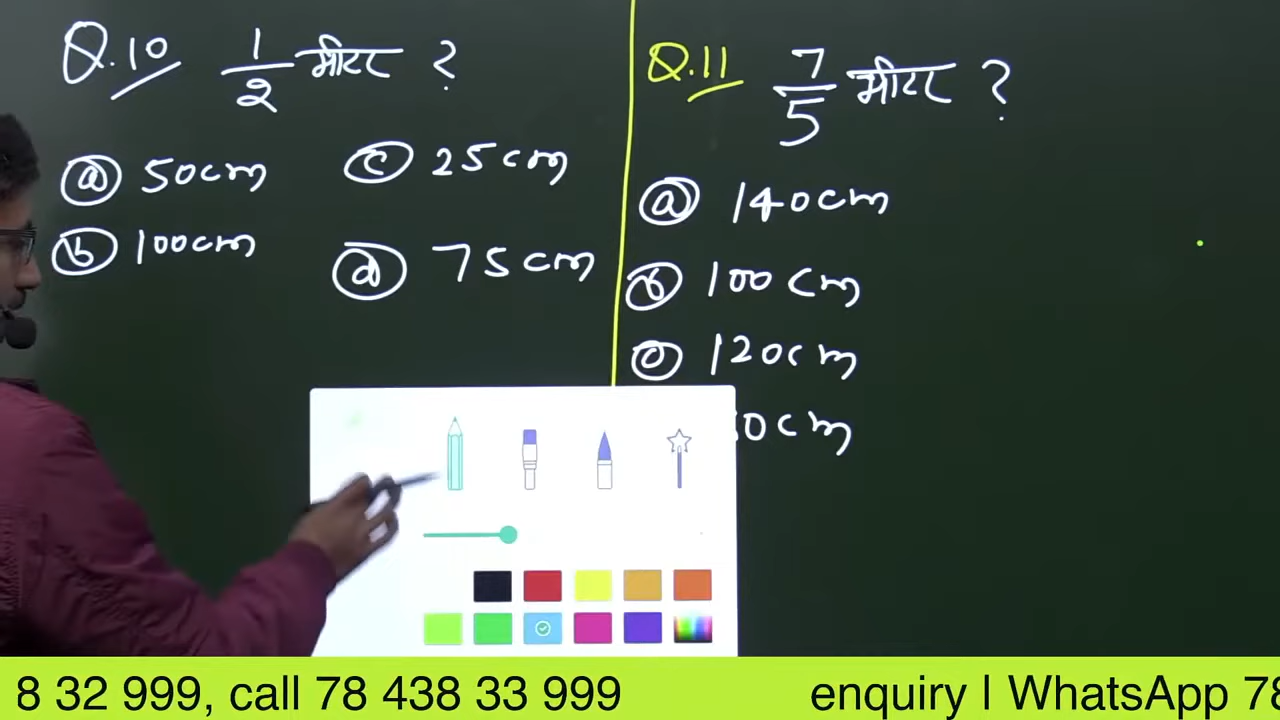 Q.10 1/2 मीटर ?
ⓐ 50cm ⓒ 25cm
ⓑ 100cm ⓓ 75cm
Q.11 7/5 मीटर ?
ⓐ 140cm
ⓑ 100cm
ⓒ 120cm
0cm
8 32 999, call 78 438 33 999 enquiry I WhatsApp 78